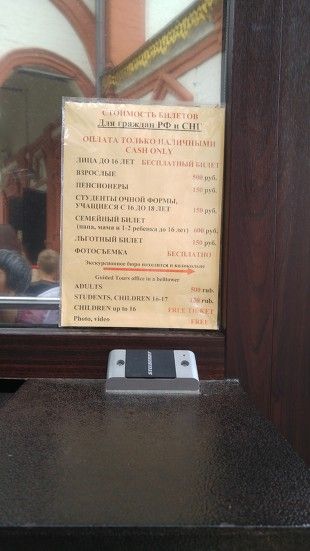 СТОИМОСТЬ БИЛЕТОВ
Для граждан РФ и СНГ
ОПЛАТА ТОЛЬКО НАЛИЧНЫМИ
CASH ONLY
ЛИЦА ДО 16 ЛЕТ БЕСПЛАТНЫЙ БИЛЕТ
ВЗРОСЛЫЕ 500 руб.
ПЕНСИОНЕРЫ 150 руб.
СТУДЕНТЫ ОЧНОЙ ФОРМЫ,
УЧАЩИЕСЯ С 16 ДО 18 ЛЕТ 150 руб.
СЕМЕЙНЫЙ БИЛЕТ
(папа, мама и 1-2 ребенка до 16 лет) 600 руб.
ЛЬГОТНЫЙ БИЛЕТ 150 руб.
ФОТОСЪЕМКА БЕСПЛАТНО
Экскурсионное бюро находится в колокольне
Guided Tours office in a belltower
ADULTS 500 rub.
STUDENTS, CHILDREN 16-17 rub.
CHILDREN up to 16 FREE TICKET
Photo, video FREE